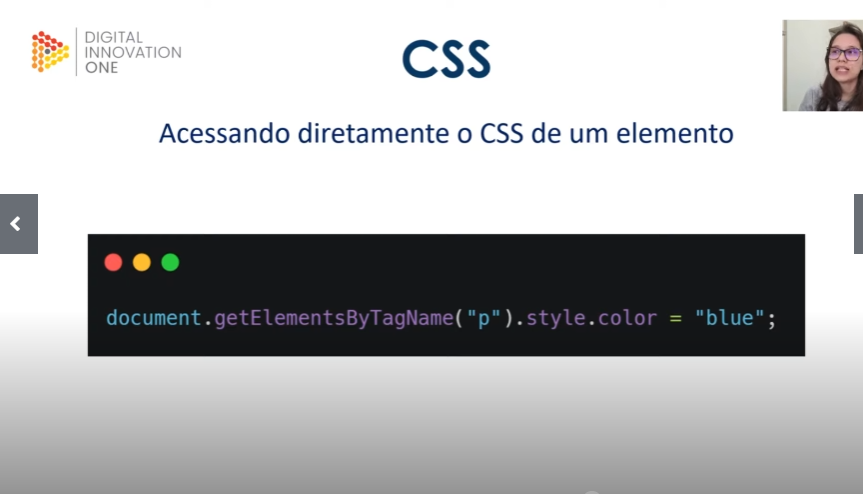 DIGITAL
INNOVATION
ONE
CSS
Acessando diretamente o CSS de um elemento
document.getElementsByTagName("p").style.color = "blue";